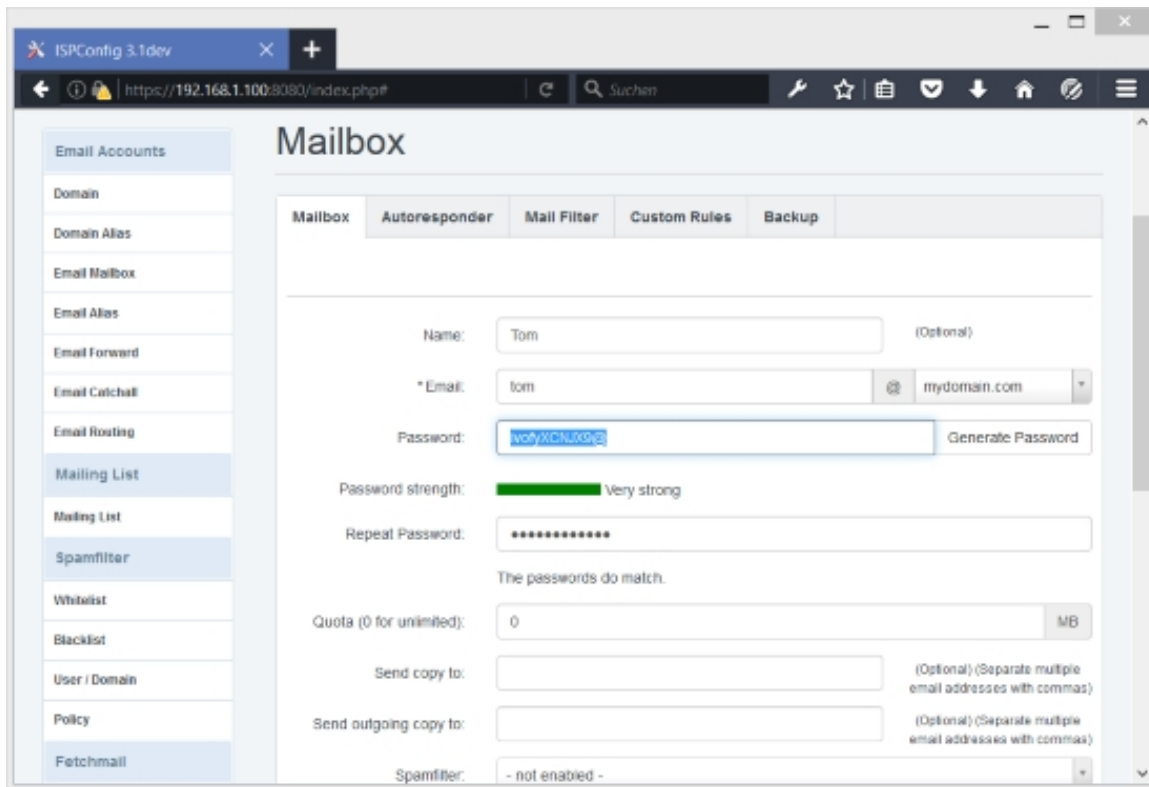 ISPConfig 3.1dev
https://192.168.1.100:8080/index.php#
Suchen
Email Accounts
Domain
Domain Alias
Email Mailbox
Email Alias
Email Forward
Email Catchall
Email Routing
Mailing List
Mailing List
Spamfilter
Whitelist
Blacklist
User / Domain
Policy
Fetchmail
Mailbox
Mailbox Autoresponder Mail Filter Custom Rules Backup
Name: Tom (Optional)
* Email: tom @ mydomain.com
Password: Generate Password
Password strength: Very strong
Repeat Password: ••••••••••••
The passwords do match.
Quota (0 for unlimited): 0 MB
Send copy to: (Optional) (Separate multiple
email addresses with commas)
Send outgoing copy to: (Optional) (Separate multiple
email addresses with commas)
Spamfilter: - not enabled -